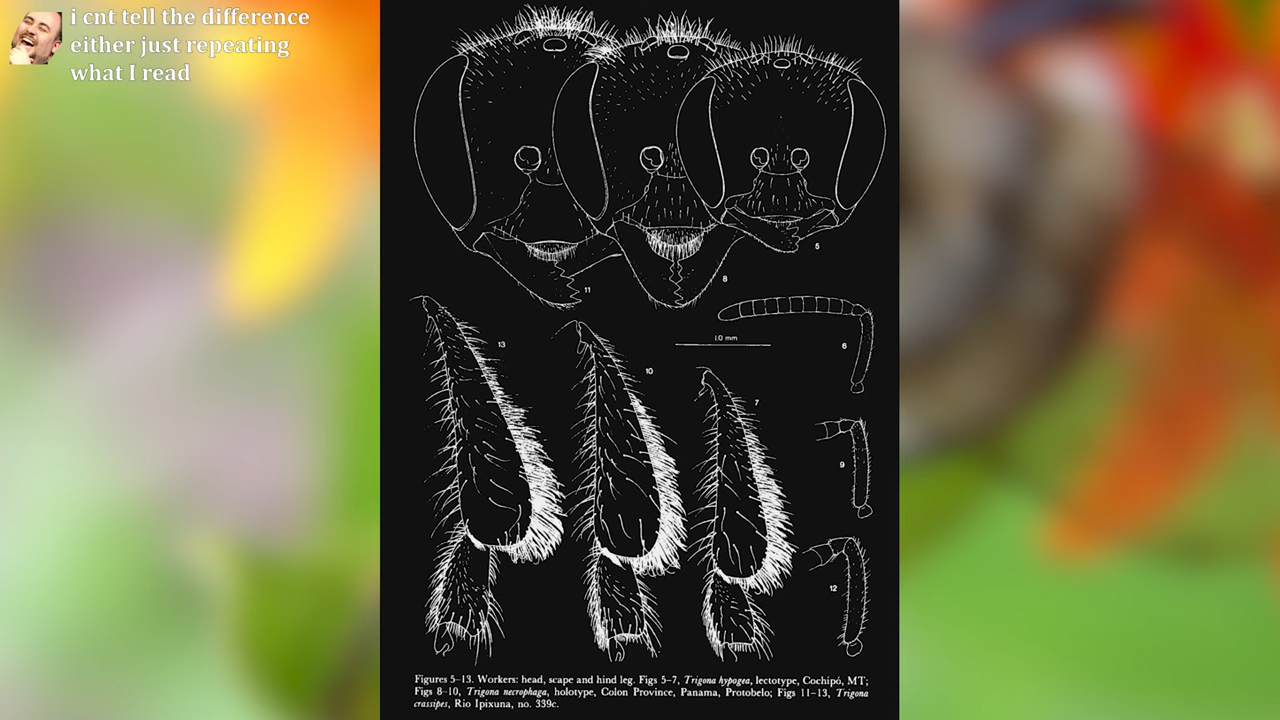 i cnt tell the difference
either just repeating
what I read
11
8
5
13
10
1.0 mm
7
6
9
12
Figures 5–13. Workers: head, scape and hind leg. Figs 5–7, Trigona hypogea, lectotype, Cochipó, MT;
Figs 8–10, Trigona necrophaga, holotype, Colon Province, Panama, Protobelo; Figs 11–13, Trigona
crassipes, Rio Ipixuna, no. 339c.